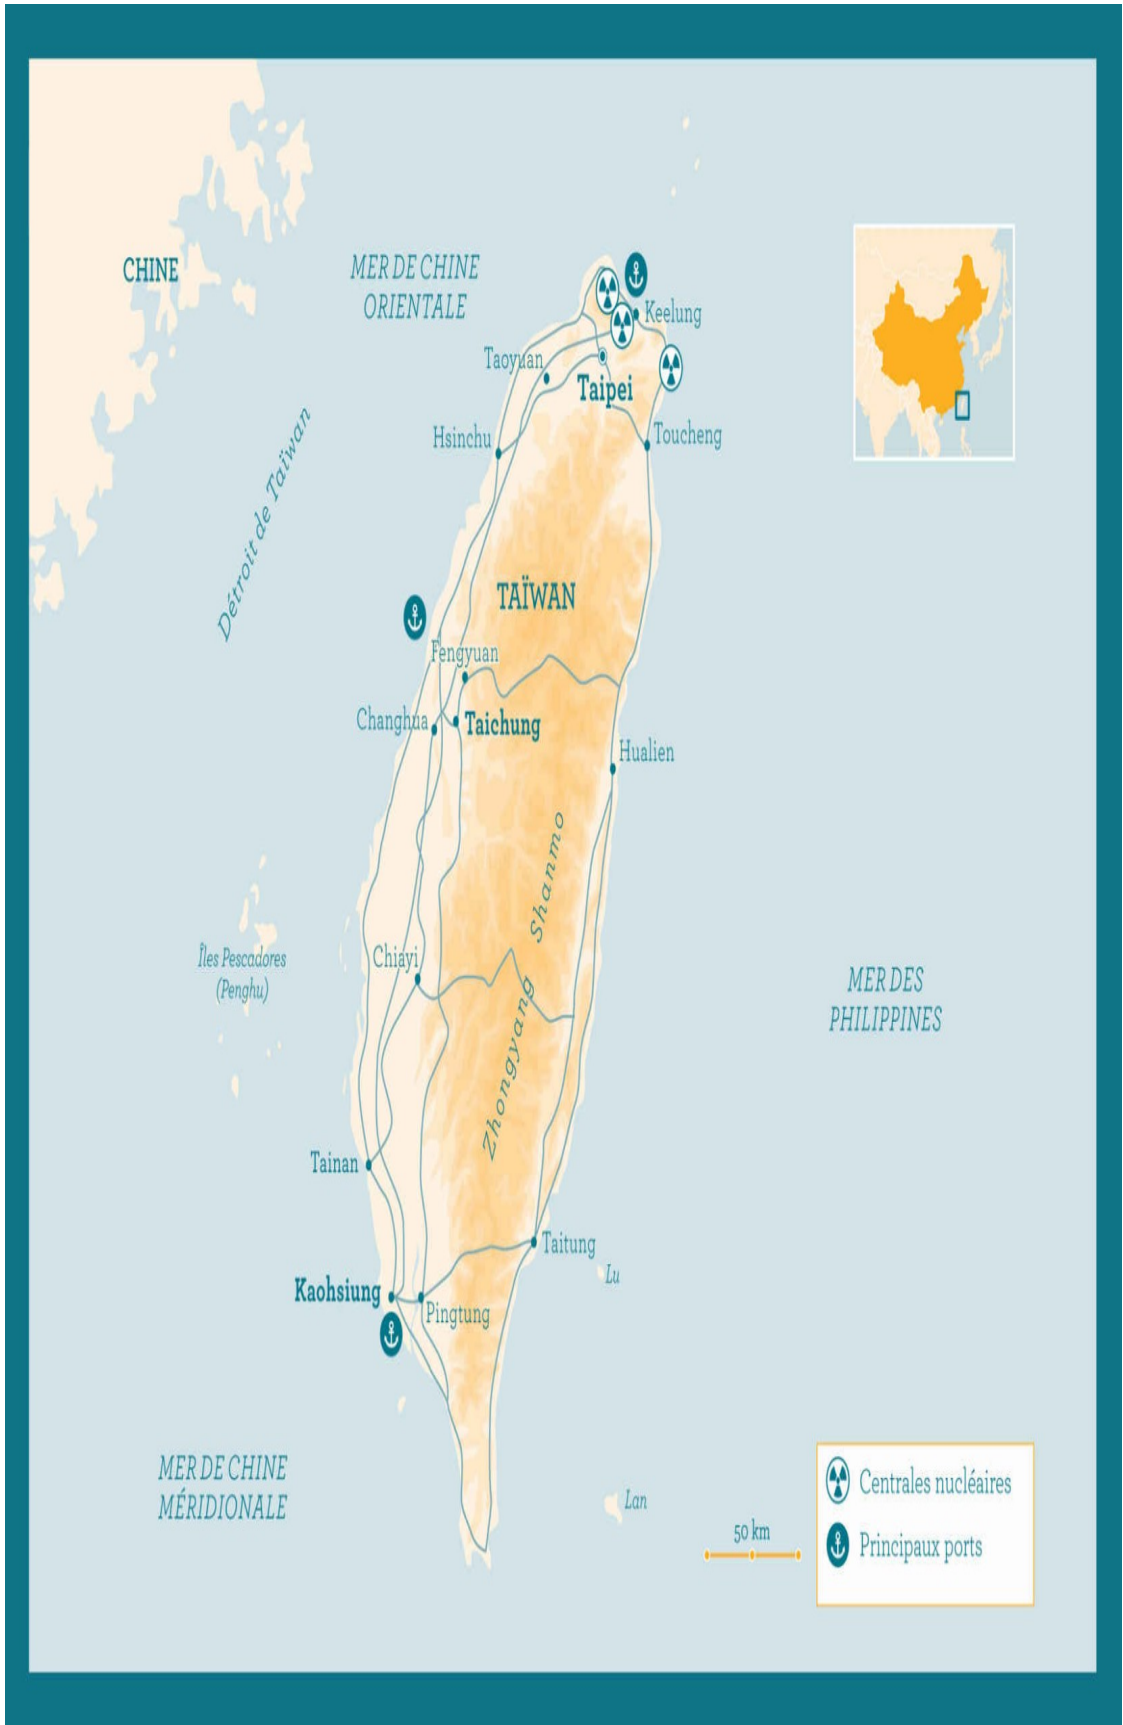 CHINE
MER DE CHINE
ORIENTALE
Keelung
Taoyuan
Taipei
Hsinchu
Toucheng
Détroit de Taïwan
TAÏWAN
Fengyuan
Changhua
Taichung
Hualien
Shanmo
Îles Pescadores
(Penghu)
Chiayi
Zhongyang
MER DES
PHILIPPINES
Tainan
Taitung
Lu
Kaohsiung
Pingtung
MER DE CHINE
MÉRIDIONALE
Lan
50 km
Centrales nucléaires
Principaux ports